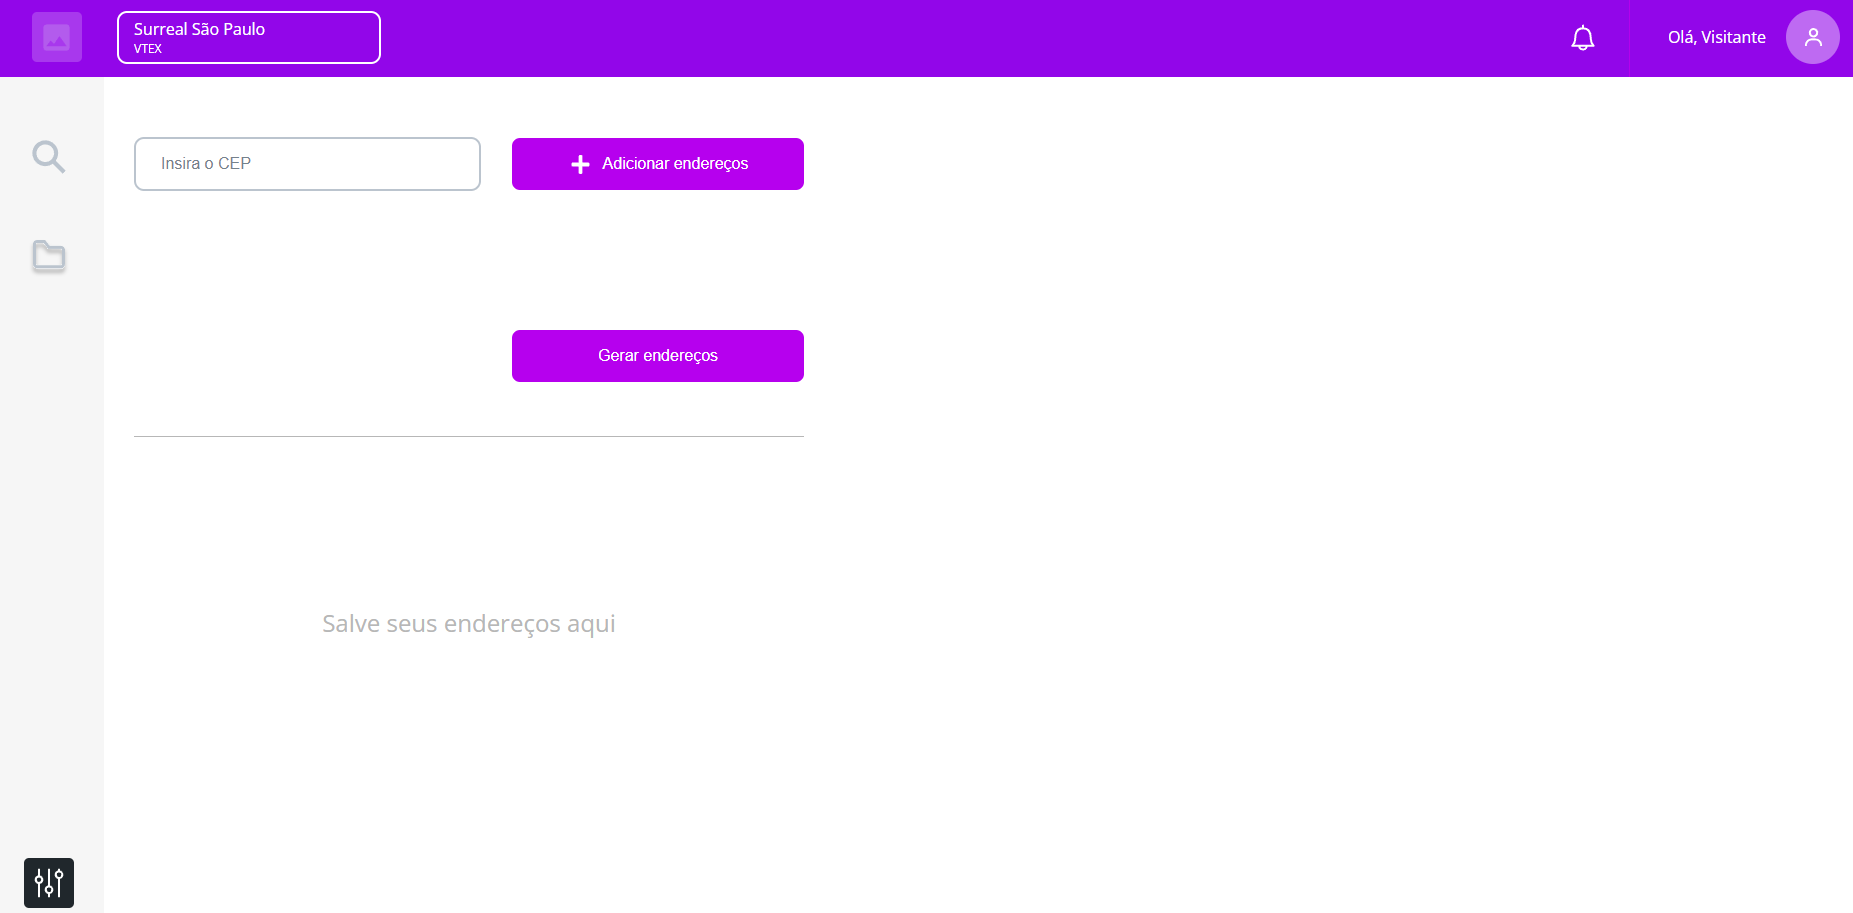 Surreal São Paulo
VTEX
Olá, Visitante
Insira o CEP
Adicionar endereços
Gerar endereços
Salve seus endereços aqui